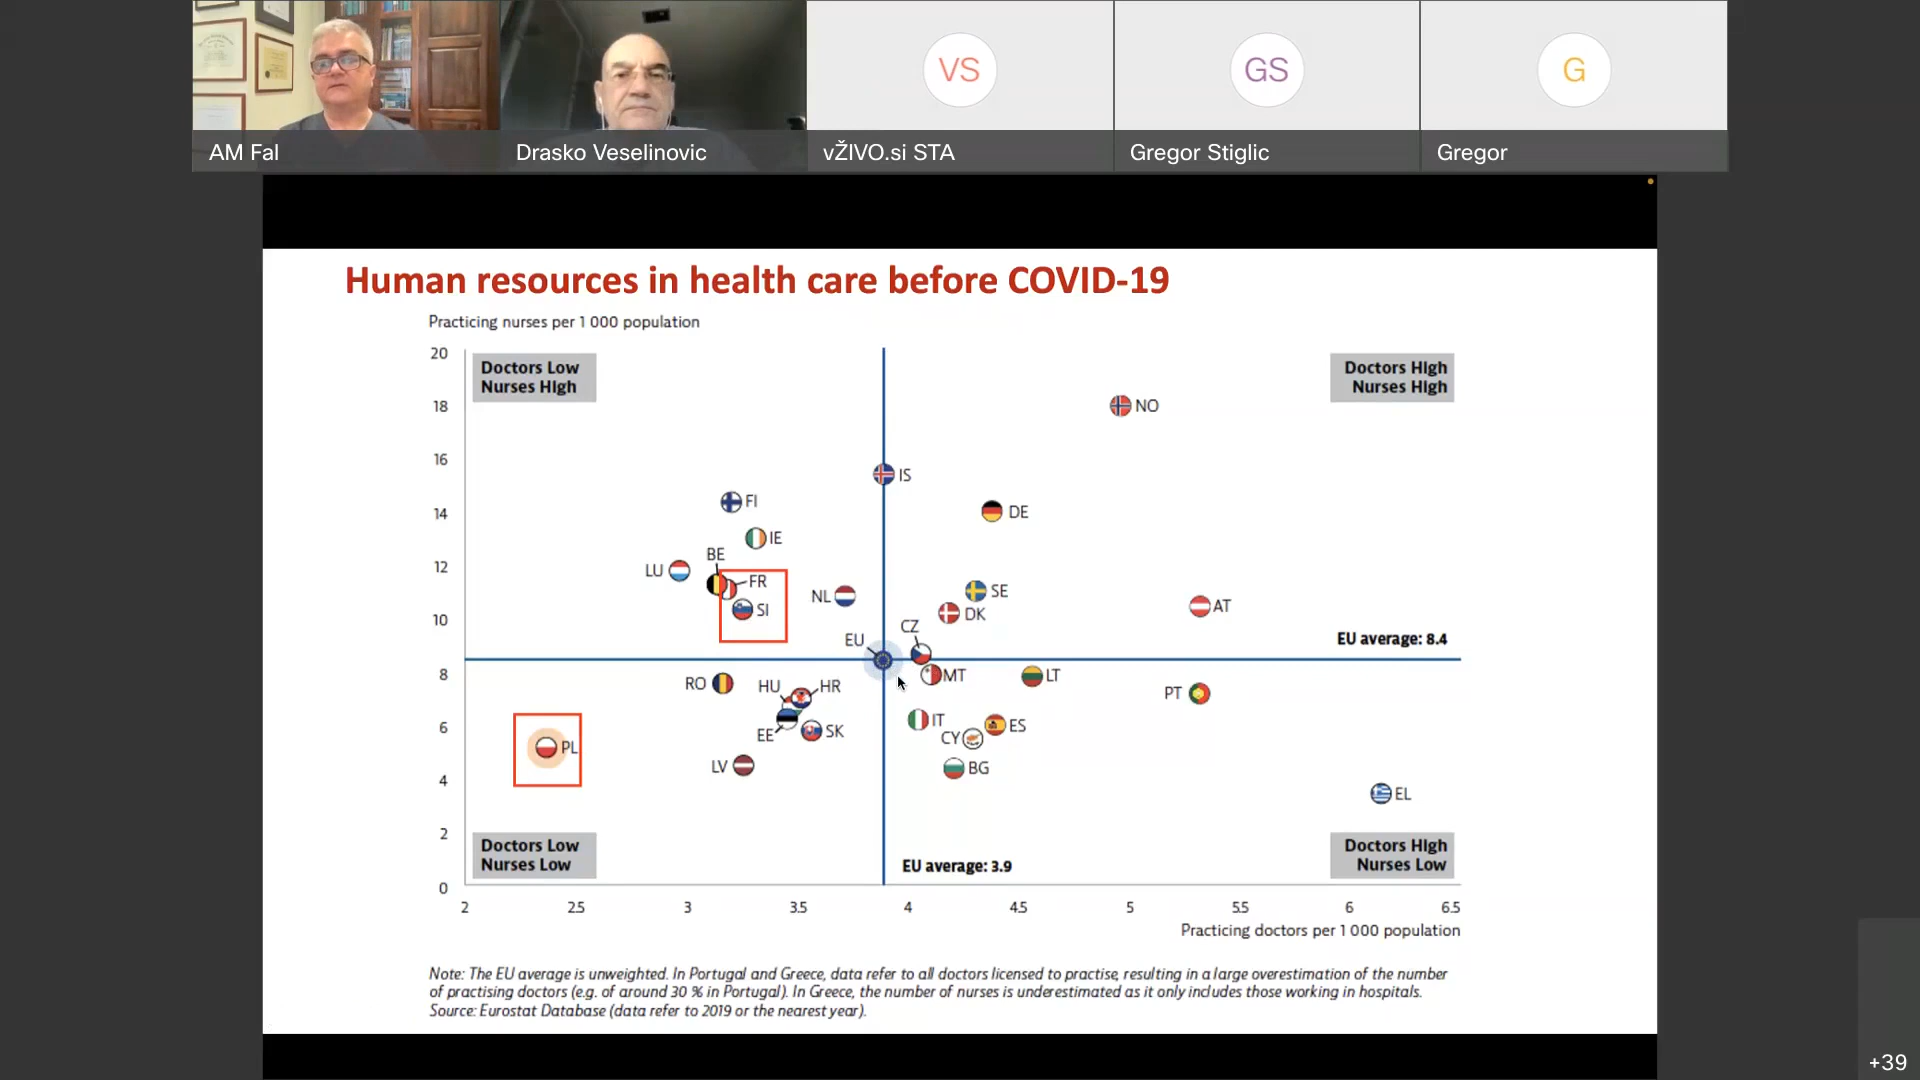 VS
GS
G
AM Fal
Drasko Veselinovic
vŽIVO.si STA
Gregor Stiglic
Gregor
Human resources in health care before COVID-19
Practicing nurses per 1 000 population
20
18
16
14
12
10
8
6
4
2
0
Doctors Low
Nurses High
Doctors High
Nurses High
NO
IS
FI
DE
IE
BE
LU
FR
SI
NL
SE
DK
AT
CZ
EU
EU average: 8.4
RO
HU
HR
MT
LT
PT
EE
SK
IT
ES
CY
PL
LV
BG
EL
Doctors Low
Nurses Low
EU average: 3.9
Doctors High
Nurses Low
2
2.5
3
3.5
4
4.5
5
5.5
6
6.5
Practicing doctors per 1 000 population
Note: The EU average is unweighted. In Portugal and Greece, data refer to all doctors licensed to practise, resulting in a large overestimation of the number
of practising doctors (e.g. of around 30 % in Portugal). In Greece, the number of nurses is underestimated as it only includes those working in hospitals.
Source: Eurostat Database (data refer to 2019 or the nearest year).
+39